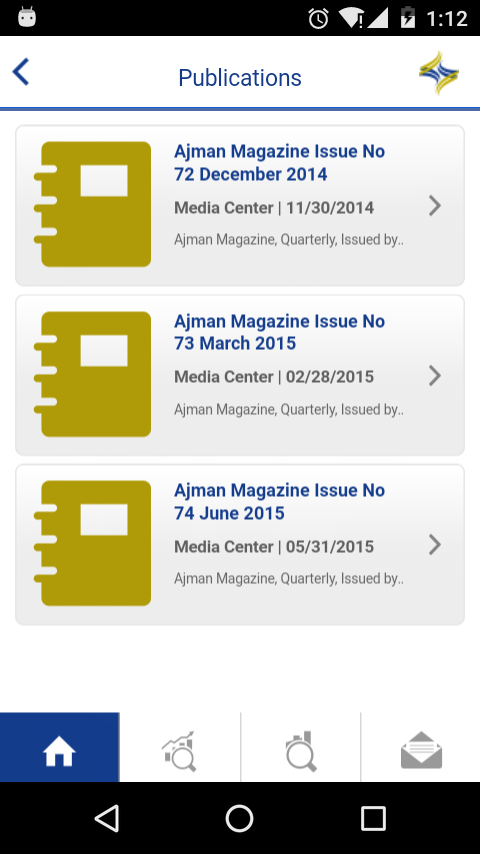 1:12
Publications
Ajman Magazine Issue No
72 December 2014
Media Center | 11/30/2014
Ajman Magazine, Quarterly, Issued by..
Ajman Magazine Issue No
73 March 2015
Media Center | 02/28/2015
Ajman Magazine, Quarterly, Issued by..
Ajman Magazine Issue No
74 June 2015
Media Center | 05/31/2015
Ajman Magazine, Quarterly, Issued by..